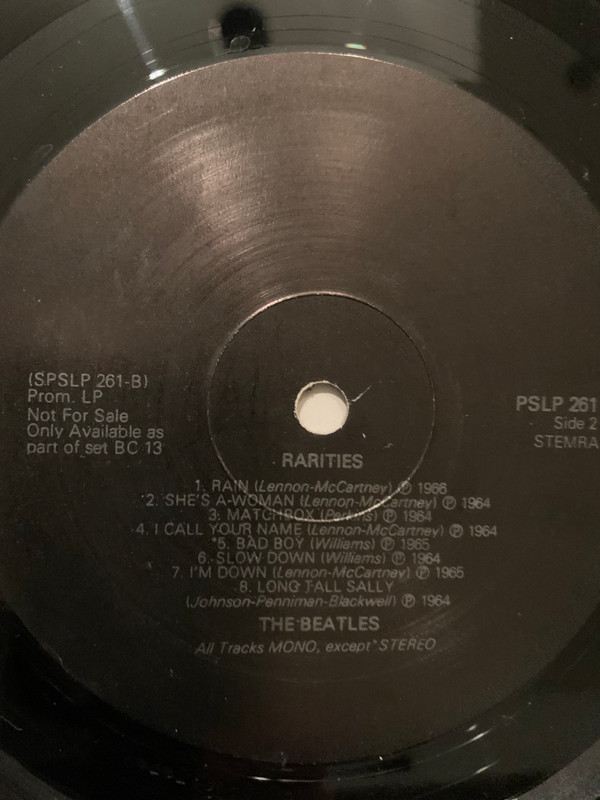 (SPSLP 261-B)
Prom. LP
Not For Sale
Only Available as
part of set BC 13
PSLP 261
Side 2
STEMRA
RARITIES
1. RAIN (Lennon-McCartney) Ⓟ 1966
*2. SHE'S A WOMAN (Lennon-McCartney) Ⓟ 1964
3. MATCHBOX (Perkins) Ⓟ 1964
4. I CALL YOUR NAME (Lennon-McCartney) Ⓟ 1964
*5. BAD BOY (Williams) Ⓟ 1965
6. SLOW DOWN (Williams) Ⓟ 1964
7. I'M DOWN (Lennon-McCartney) Ⓟ 1965
8. LONG TALL SALLY
(Johnson-Penniman-Blackwell) Ⓟ 1964
THE BEATLES
All Tracks MONO, except *STEREO